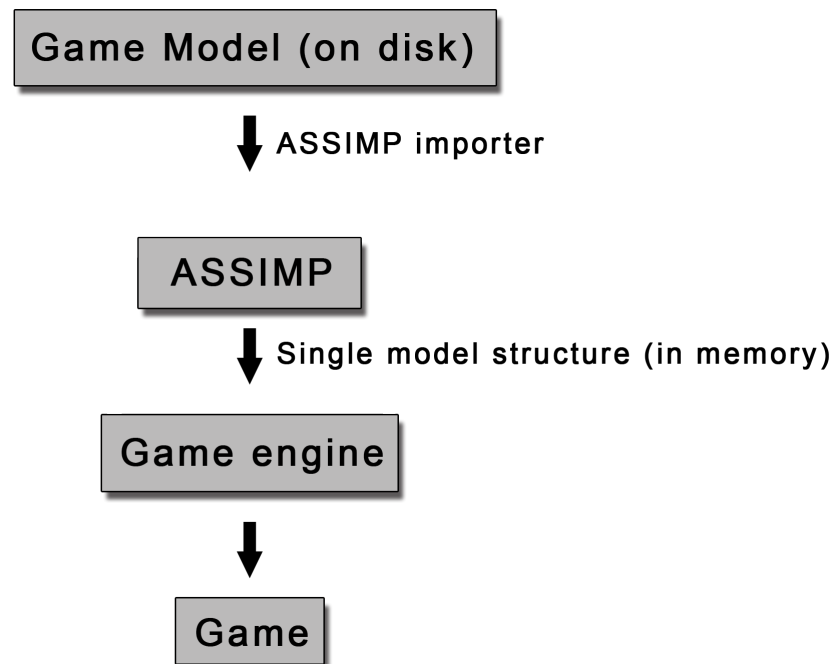 Game Model (on disk)
ASSIMP importer
ASSIMP
Single model structure (in memory)
Game engine
Game